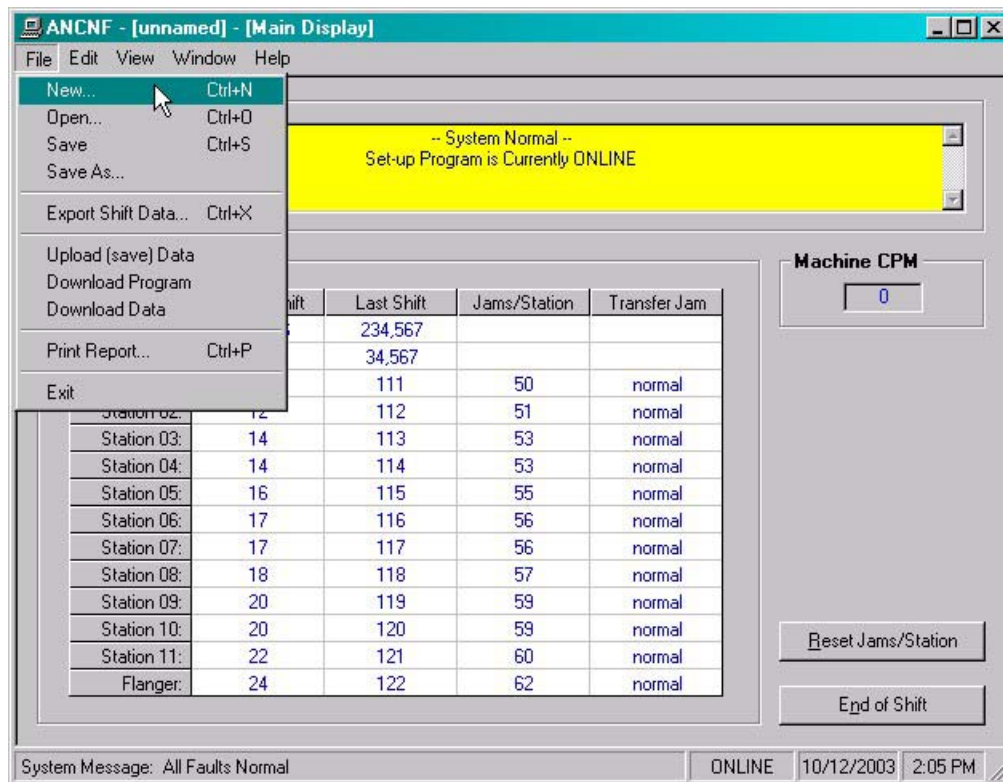 ANCNF - [unnamed] - [Main Display]
File Edit View Window Help
New... Ctrl+N
Open... Ctrl+O
Save Ctrl+S
Save As...
Export Shift Data... Ctrl+X
Upload (save) Data
Download Program
Download Data
Print Report... Ctrl+P
Exit
-- System Normal --
Set-up Program is Currently ONLINE
Machine CPM
0
Last Shift Jams/Station Transfer Jam
234,567
34,567
111 50 normal
Station 02: 12 112 51 normal
Station 03: 14 113 53 normal
Station 04: 14 114 53 normal
Station 05: 16 115 55 normal
Station 06: 17 116 56 normal
Station 07: 17 117 56 normal
Station 08: 18 118 57 normal
Station 09: 20 119 59 normal
Station 10: 20 120 59 normal
Station 11: 22 121 60 normal
Flanger: 24 122 62 normal
Reset Jams/Station
End of Shift
System Message: All Faults Normal ONLINE 10/12/2003 2:05 PM